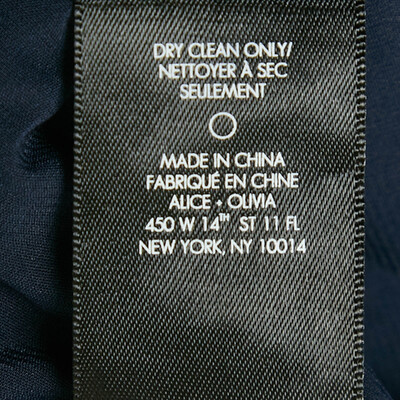 DRY CLEAN ONLY/
NETTOYER À SEC
SEULEMENT
MADE IN CHINA
FABRIQUÉ EN CHINE
ALICE + OLIVIA
450 W 14TH ST 11 FL
NEW YORK, NY 10014